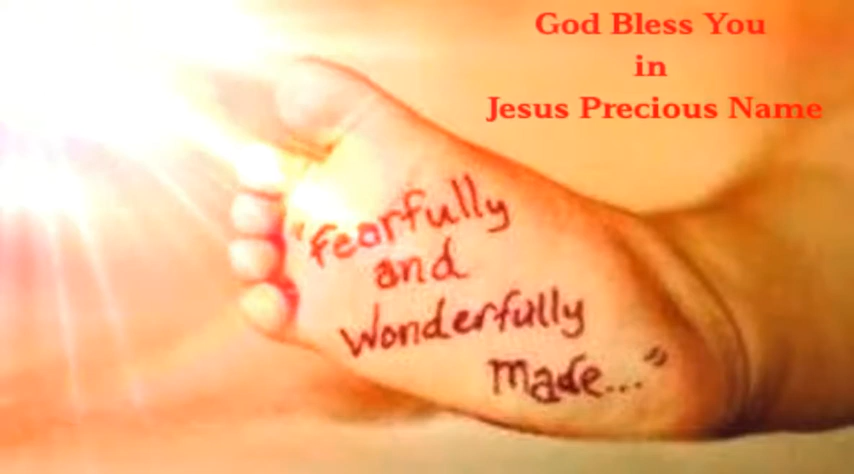 God Bless You
in
Jesus Precious Name
"fearfully
and
Wonderfully
made..."